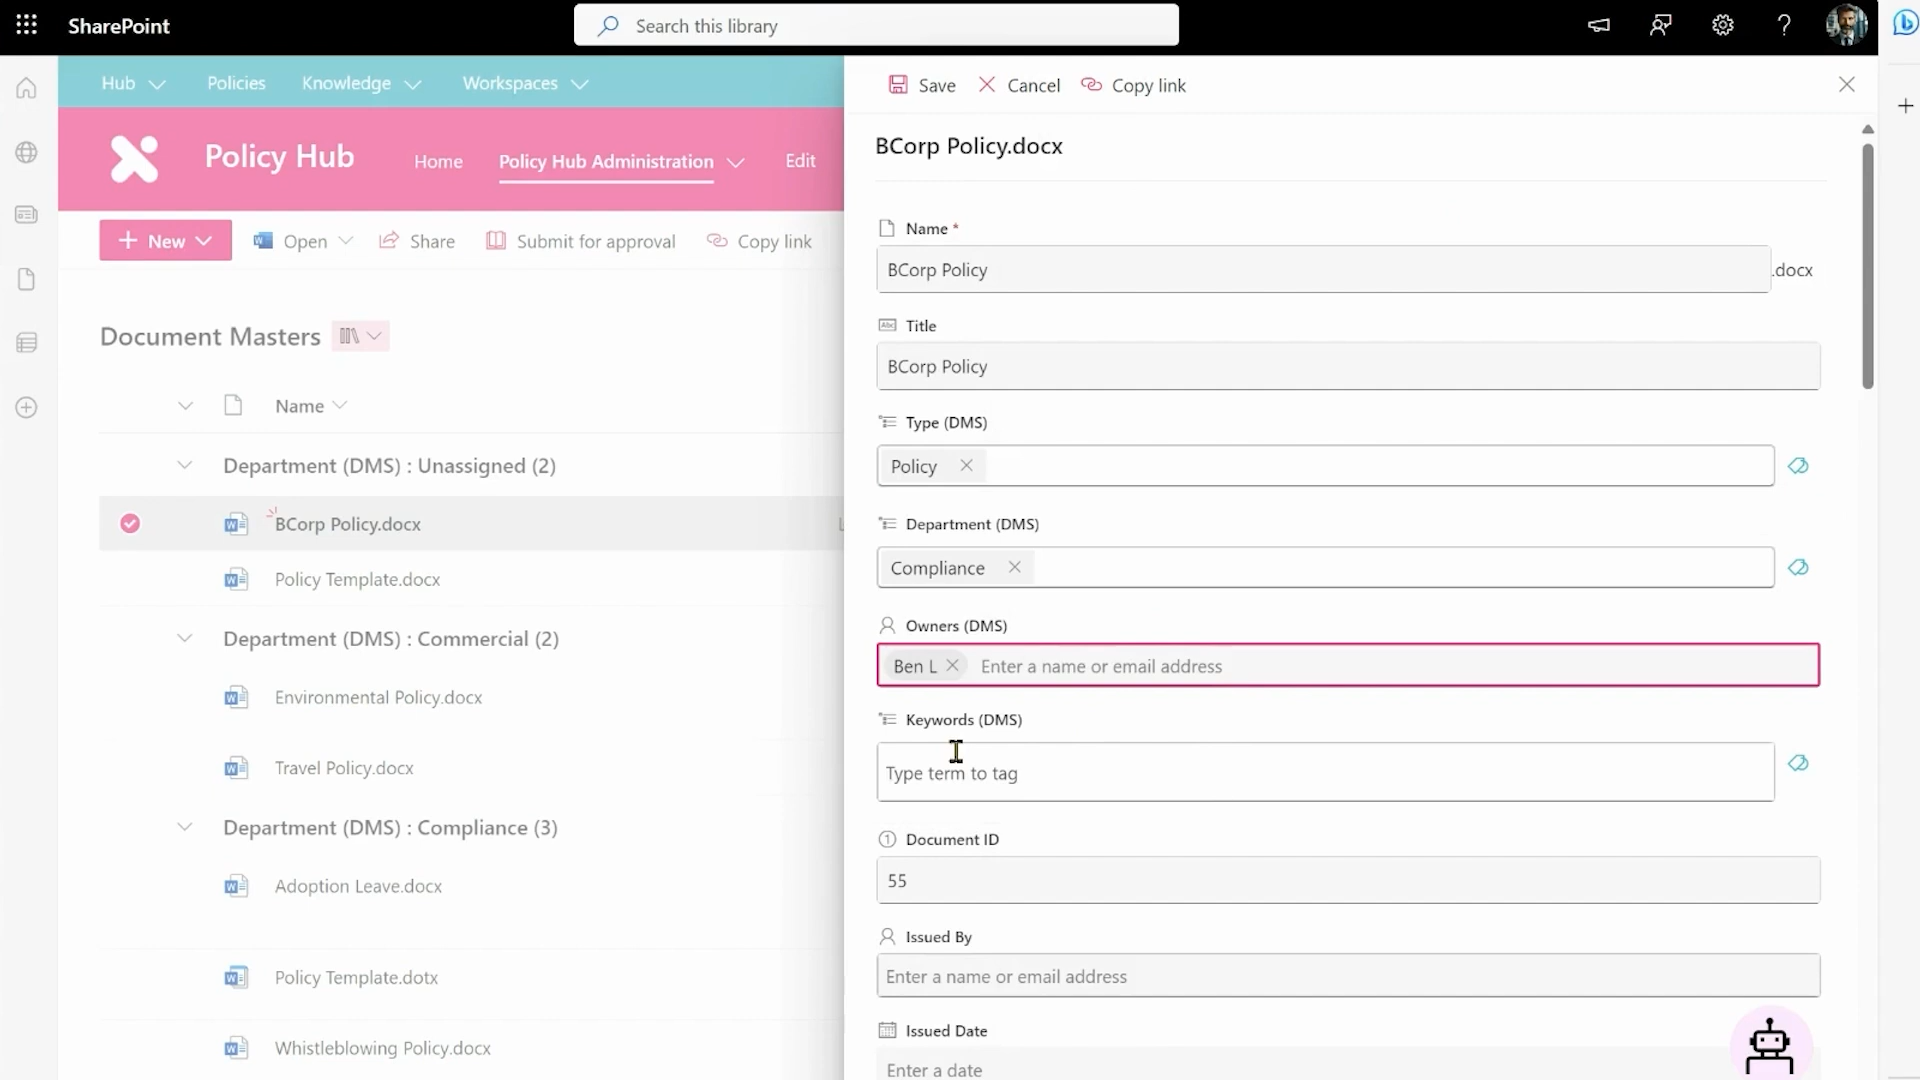 SharePoint
Search this library
Hub
Policies
Knowledge
Workspaces
Policy Hub
Home
Policy Hub Administration
Edit
New
Open
Share
Submit for approval
Copy link
Document Masters
Name
Department (DMS) : Unassigned (2)
BCorp Policy.docx
Policy Template.docx
Department (DMS) : Commercial (2)
Environmental Policy.docx
Travel Policy.docx
Department (DMS) : Compliance (3)
Adoption Leave.docx
Policy Template.dotx
Whistleblowing Policy.docx
Save
Cancel
Copy link
BCorp Policy.docx
Name *
BCorp Policy
.docx
Title
BCorp Policy
Type (DMS)
Policy
Department (DMS)
Compliance
Owners (DMS)
Ben L Enter a name or email address
Keywords (DMS)
Type term to tag
Document ID
55
Issued By
Enter a name or email address
Issued Date
Enter a date